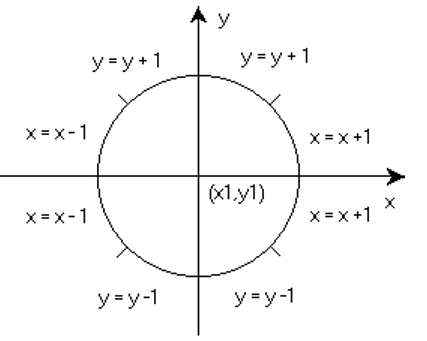 y
y = y + 1
y = y + 1
x = x - 1
x = x +1
(x1,y1)
x
x = x - 1
x = x +1
y = y -1
y = y -1